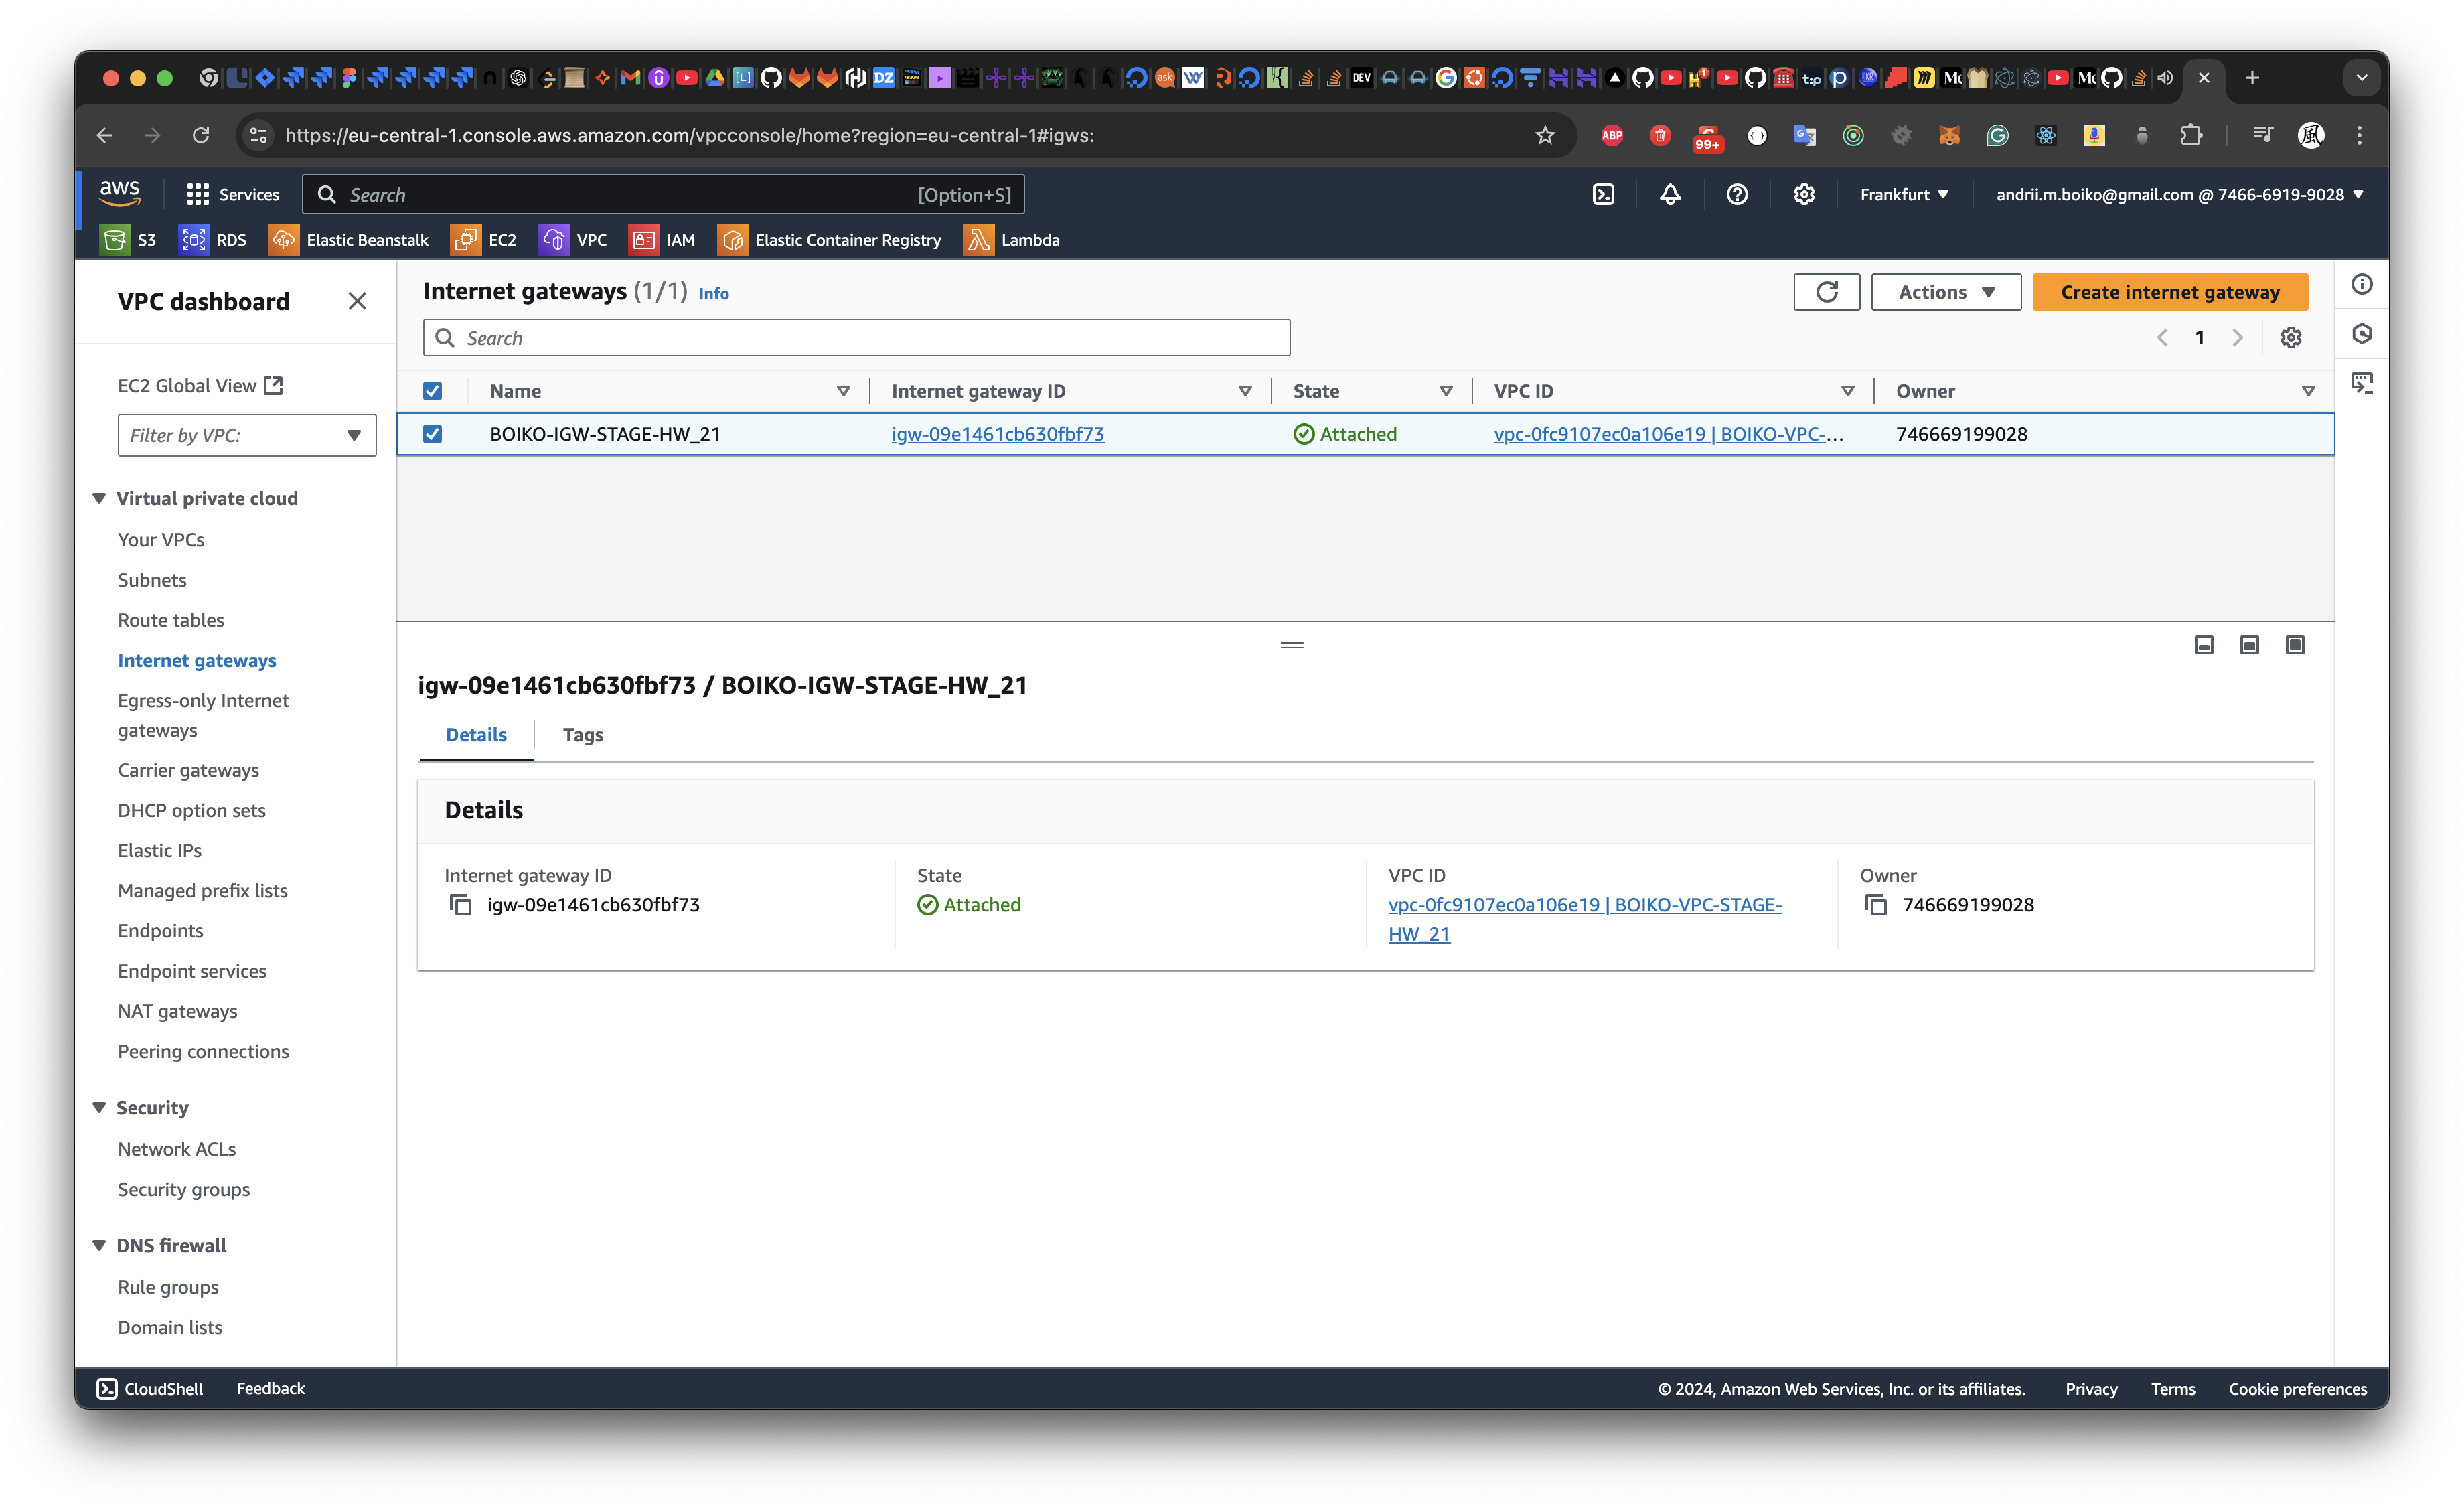 https://eu-central-1.console.aws.amazon.com/vpcconsole/home?region=eu-central-1#igws:
ABP
99+
aws
Services
Search
[Option+S]
Frankfurt
andrii.m.boiko@gmail.com @ 7466-6919-9028
S3
RDS
Elastic Beanstalk
EC2
VPC
IAM
Elastic Container Registry
Lambda
VPC dashboard
EC2 Global View
Filter by VPC:
Virtual private cloud
Your VPCs
Subnets
Route tables
Internet gateways
Egress-only Internet
gateways
Carrier gateways
DHCP option sets
Elastic IPs
Managed prefix lists
Endpoints
Endpoint services
NAT gateways
Peering connections
Security
Network ACLs
Security groups
DNS firewall
Rule groups
Domain lists
Internet gateways (1/1) Info
Actions
Create internet gateway
Search
1
Name
Internet gateway ID
State
VPC ID
Owner
BOIKO-IGW-STAGE-HW_21
igw-09e1461cb630fbf73
Attached
vpc-0fc9107ec0a106e19 | BOIKO-VPC-...
746669199028
igw-09e1461cb630fbf73 / BOIKO-IGW-STAGE-HW_21
Details
Tags
Details
Internet gateway ID
igw-09e1461cb630fbf73
State
Attached
VPC ID
vpc-0fc9107ec0a106e19 | BOIKO-VPC-STAGE-
HW_21
Owner
746669199028
CloudShell
Feedback
© 2024, Amazon Web Services, Inc. or its affiliates.
Privacy
Terms
Cookie preferences